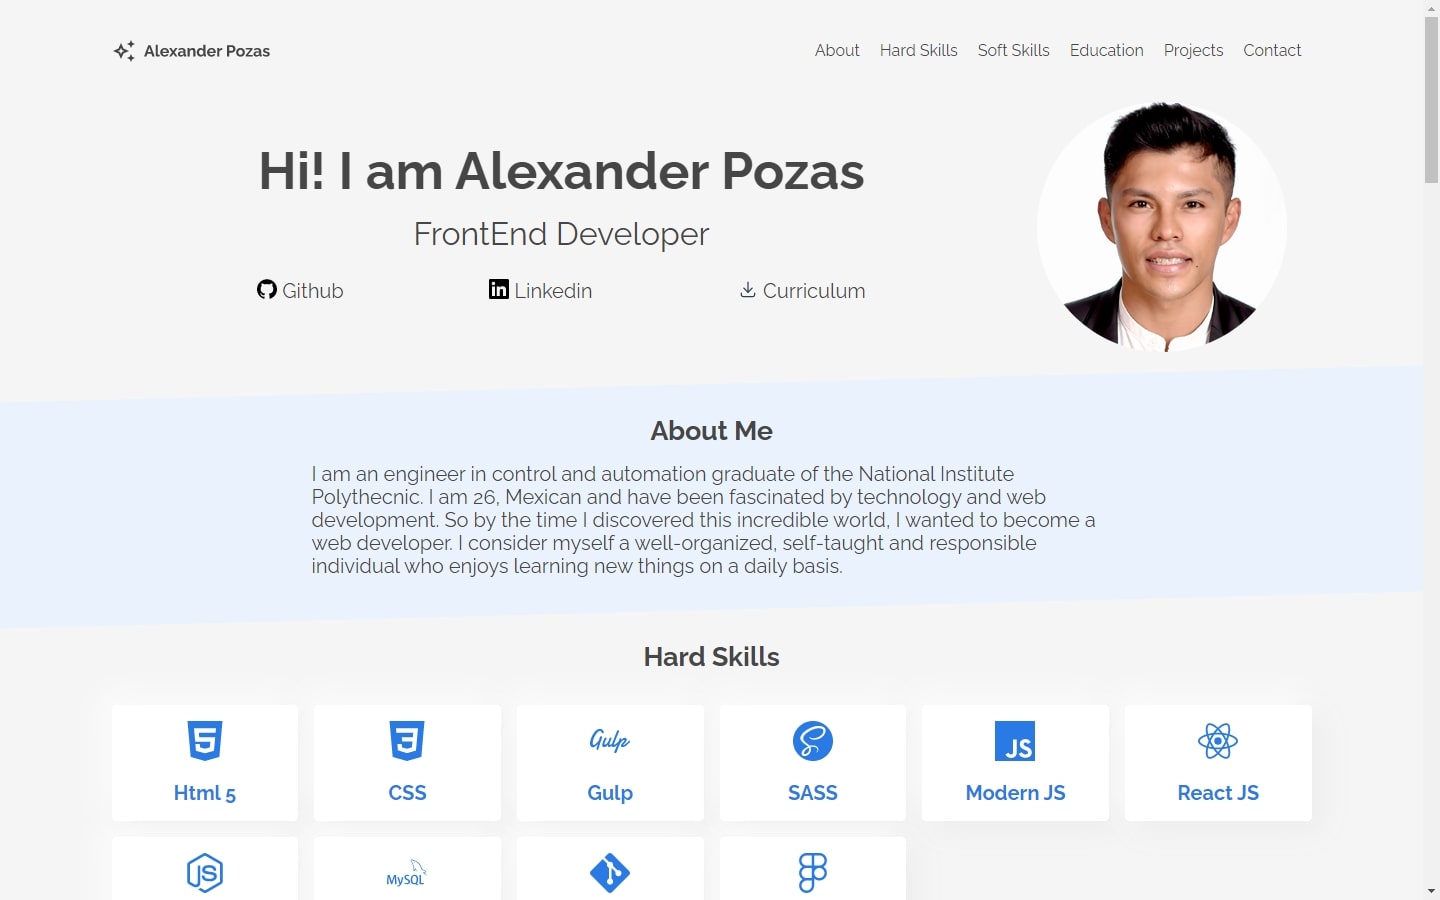 Alexander Pozas
About Hard Skills Soft Skills Education Projects Contact
Hi! I am Alexander Pozas
FrontEnd Developer
Github Linkedin Curriculum
About Me
I am an engineer in control and automation graduate of the National Institute
Polythecnic. I am 26, Mexican and have been fascinated by technology and web
development. So by the time I discovered this incredible world, I wanted to become a
web developer. I consider myself a well-organized, self-taught and responsible
individual who enjoys learning new things on a daily basis.
Hard Skills
Gulp
JS
Html 5 CSS Gulp SASS Modern JS React JS
JS MySQL